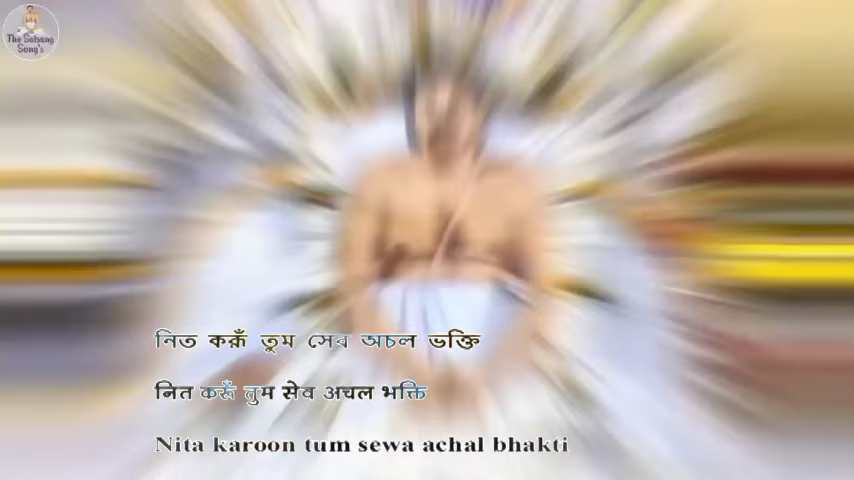 The Satsang
Song's
নিত করূঁ তুম সেব অচল ভক্তি
नित करूँ तुम सेव अचल भक्ति
Nita karoon tum sewa achal bhakti